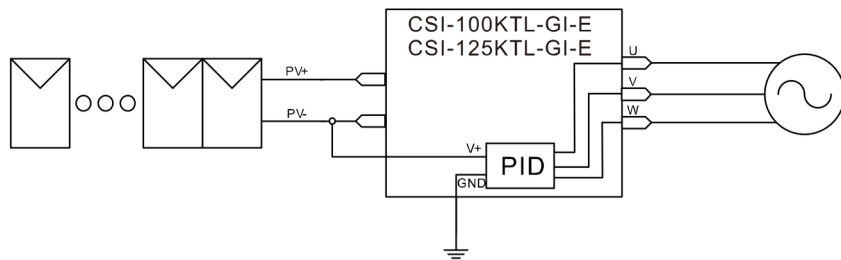 CSI-100KTL-GI-E
CSI-125KTL-GI-E
U
PV+
V
PV-
W
V+
PID
GND